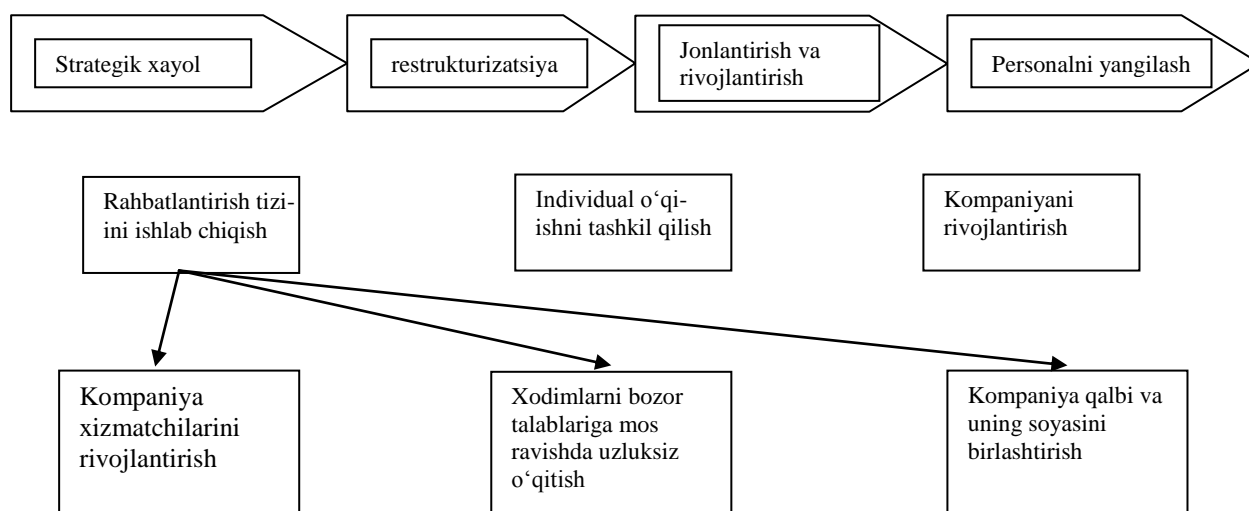 Strategik xayol
restrukturizatsiya
Jonlantirish va
rivojlantirish
Personalni yangilash
Rahbatlantirish tizi-
ini ishlab chiqish
Individual o‘qi-
ishni tashkil qilish
Kompaniyani
rivojlantirish
Kompaniya
xizmatchilarini
rivojlantirish
Xodimlarni bozor
talablariga mos
ravishda uzluksiz
o‘qitish
Kompaniya qalbi va
uning soyasini
birlashtirish